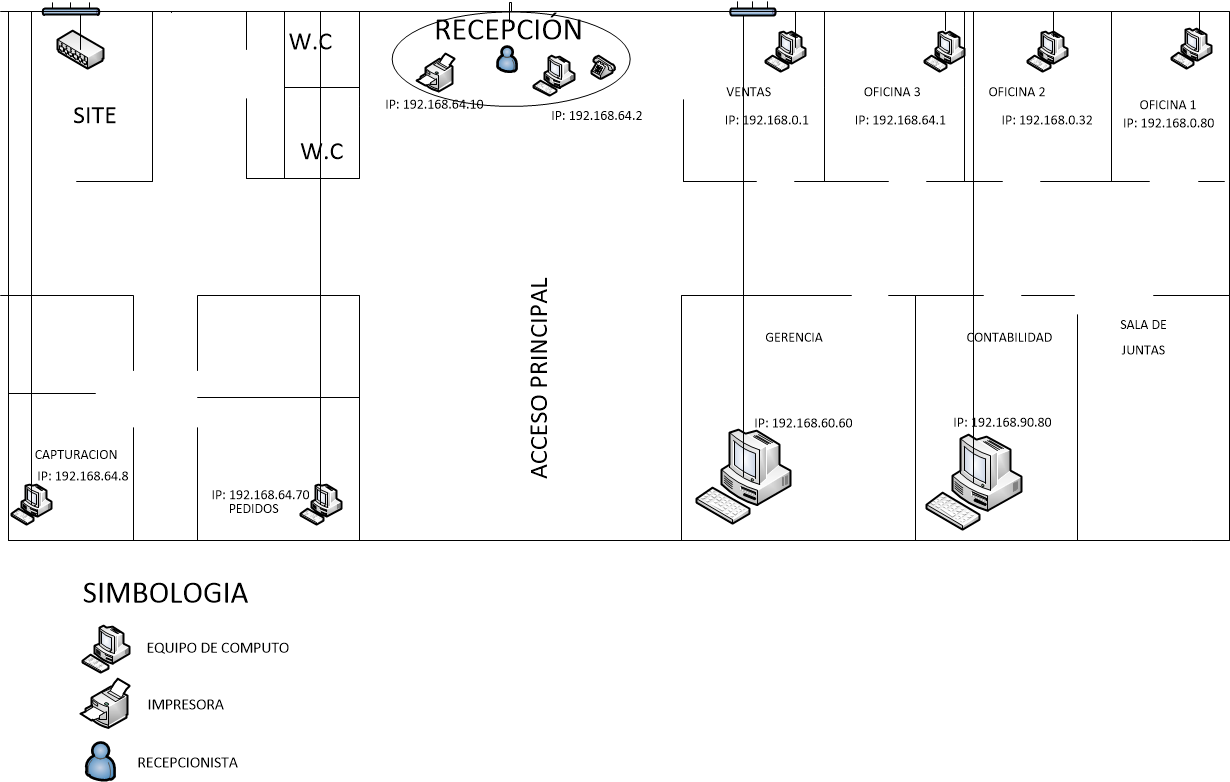 RECEPCIÓN
W.C
SITE
IP: 192.168.64.10
IP: 192.168.64.2
VENTAS
IP: 192.168.0.1
OFICINA 3
IP: 192.168.64.1
OFICINA 2
IP: 192.168.0.32
OFICINA 1
IP: 192.168.0.80
W.C
ACCESO PRINCIPAL
GERENCIA
CONTABILIDAD
SALA DE
JUNTAS
IP: 192.168.60.60
IP: 192.168.90.80
CAPTURACION
IP: 192.168.64.8
IP: 192.168.64.70
PEDIDOS
SIMBOLOGIA
EQUIPO DE COMPUTO
IMPRESORA
RECEPCIONISTA